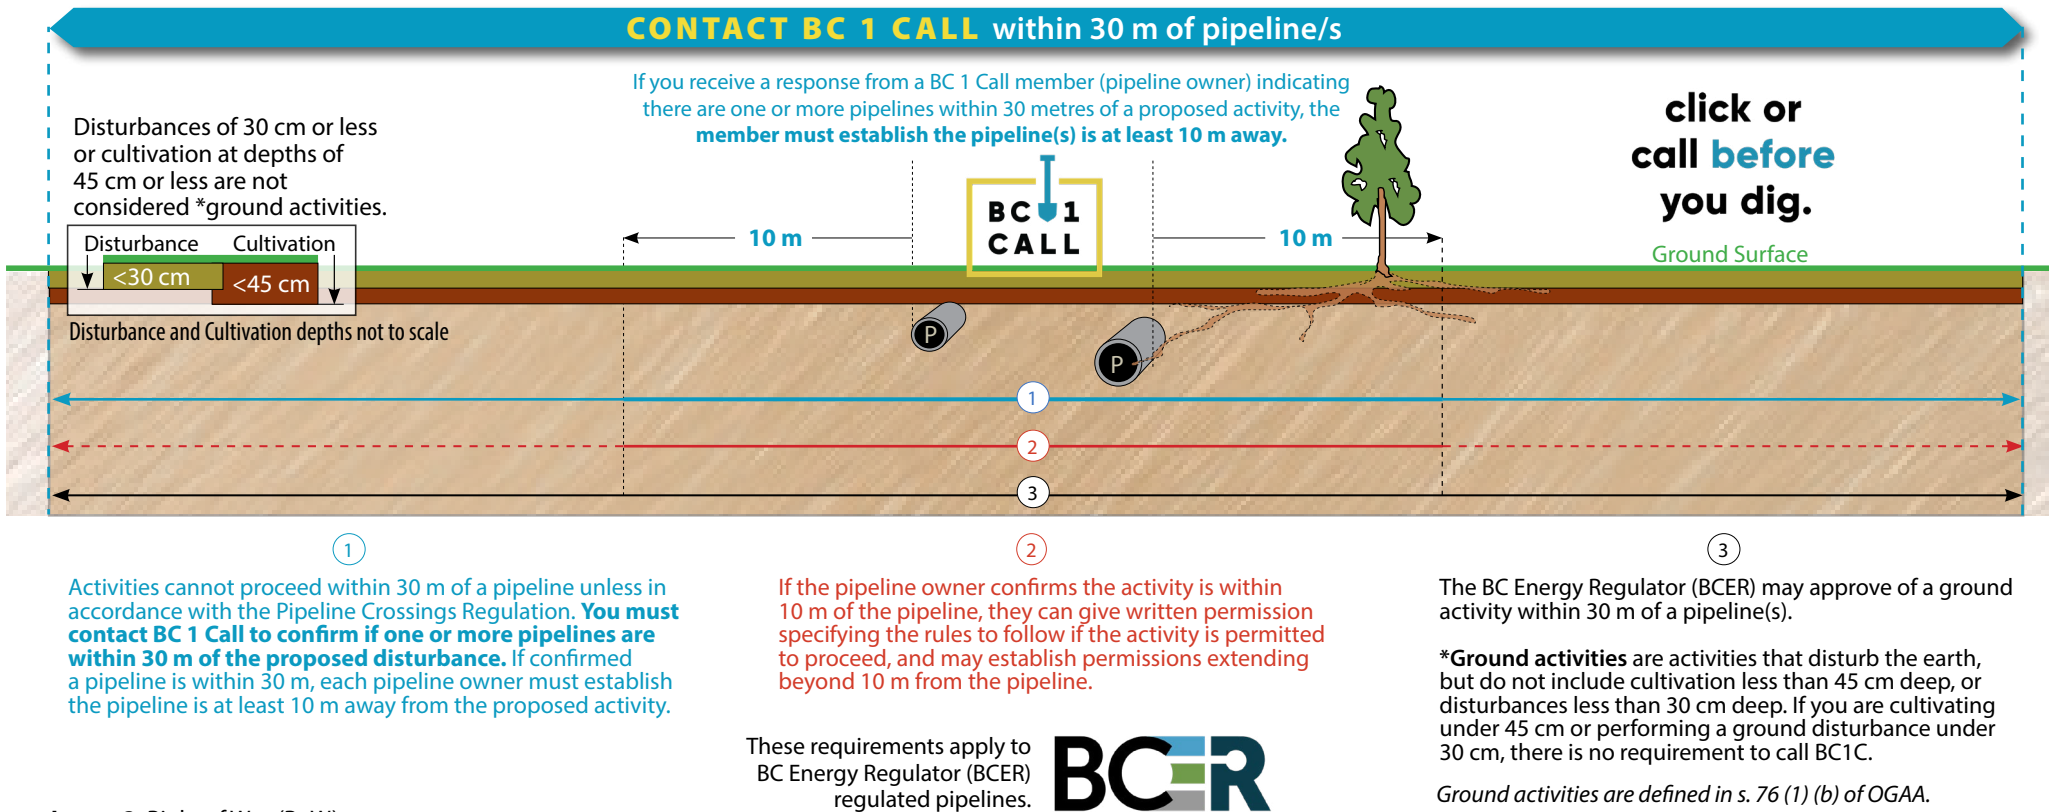 CONTACT BC 1 CALL within 30 m of pipeline/s
If you receive a response from a BC 1 Call member (pipeline owner) indicating
there are one or more pipelines within 30 metres of a proposed activity, the
member must establish the pipeline(s) is at least 10 m away.
Disturbances of 30 cm or less
or cultivation at depths of
45 cm or less are not
considered *ground activities.
Disturbance Cultivation
<30 cm <45 cm
Disturbance and Cultivation depths not to scale
10 m
BC 1
CALL
10 m
click or
call before
you dig.
Ground Surface
P
P
1
2
3
1
Activities cannot proceed within 30 m of a pipeline unless in
accordance with the Pipeline Crossings Regulation. You must
contact BC 1 Call to confirm if one or more pipelines are
within 30 m of the proposed disturbance. If confirmed
a pipeline is within 30 m, each pipeline owner must establish
the pipeline is at least 10 m away from the proposed activity.
2
If the pipeline owner confirms the activity is within
10 m of the pipeline, they can give written permission
specifying the rules to follow if the activity is permitted
to proceed, and may establish permissions extending
beyond 10 m from the pipeline.
These requirements apply to
BC Energy Regulator (BCER)
regulated pipelines.
BCER
3
The BC Energy Regulator (BCER) may approve of a ground
activity within 30 m of a pipeline(s).
*Ground activities are activities that disturb the earth,
but do not include cultivation less than 45 cm deep, or
disturbances less than 30 cm deep. If you are cultivating
under 45 cm or performing a ground disturbance under
30 cm, there is no requirement to call BC1C.
Ground activities are defined in s. 76 (1) (b) of OGAA.